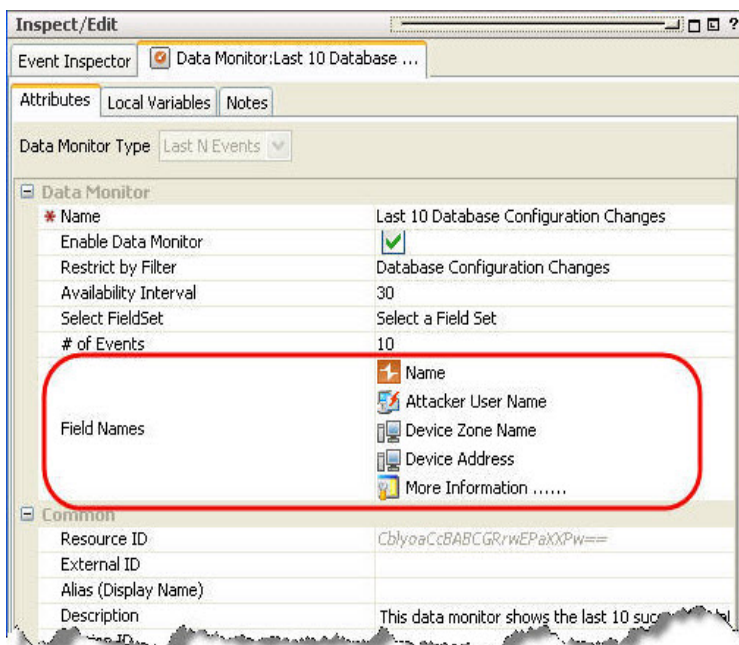 Inspect/Edit ?
Event Inspector Data Monitor:Last 10 Database ...
Attributes Local Variables Notes
Data Monitor Type Last N Events
Data Monitor
* Name Last 10 Database Configuration Changes
Enable Data Monitor
Restrict by Filter Database Configuration Changes
Availability Interval 30
Select FieldSet Select a Field Set
# of Events 10
Field Names
Name
Attacker User Name
Device Zone Name
Device Address
More Information ......
Common
Resource ID
External ID
Alias (Display Name)
Description This data monitor shows the last 10